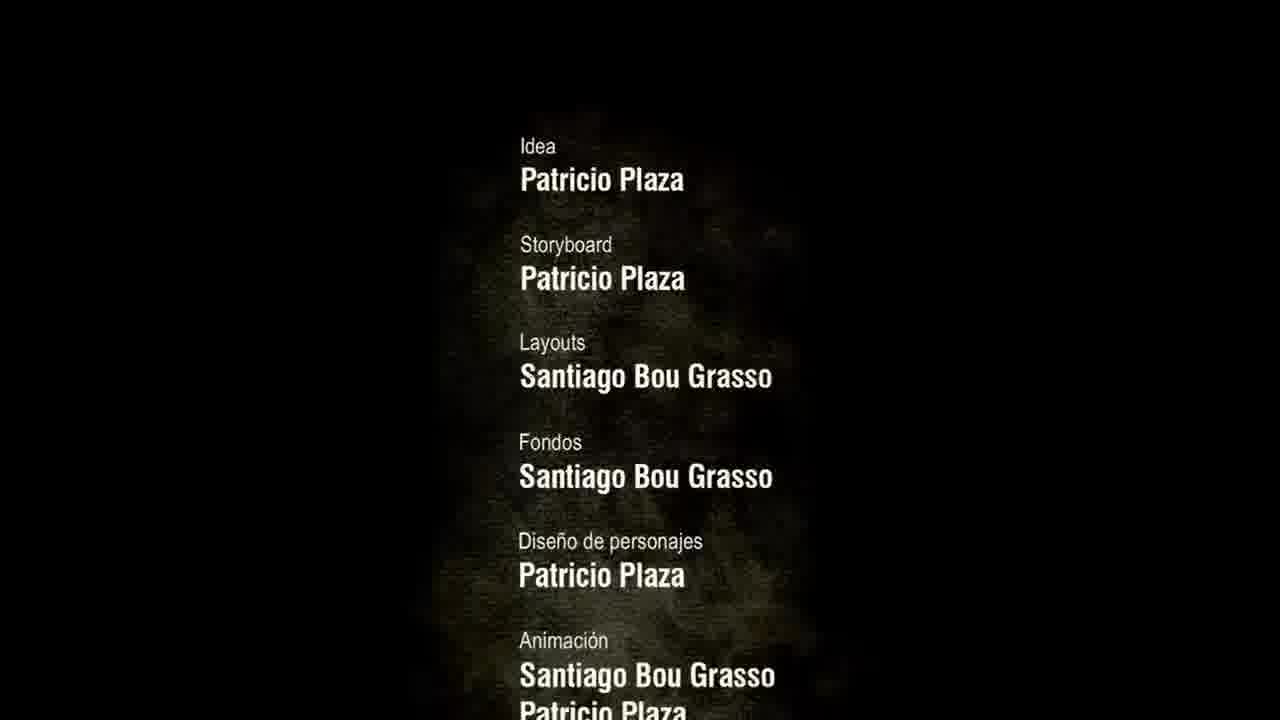 Idea
Patricio Plaza
Storyboard
Patricio Plaza
Layouts
Santiago Bou Grasso
Fondos
Santiago Bou Grasso
Diseño de personajes
Patricio Plaza
Animación
Santiago Bou Grasso
Patricio Plaza